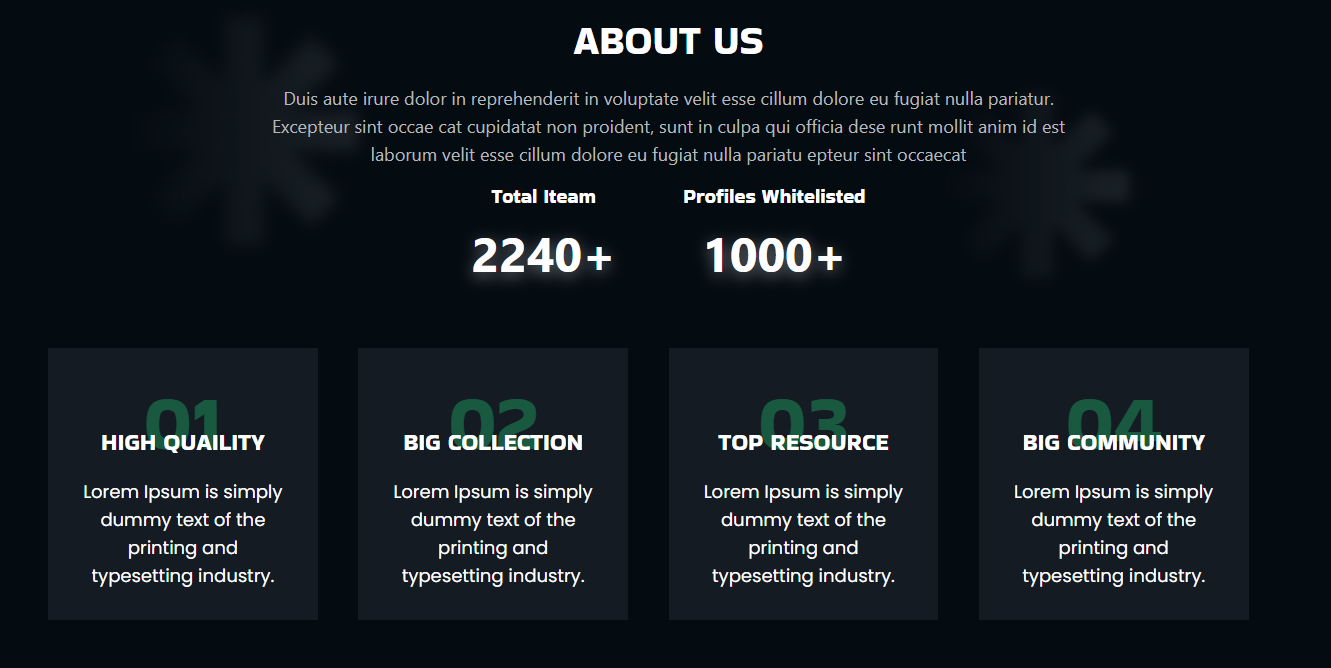 ABOUT US
Duis aute irure dolor in reprehenderit in voluptate velit esse cillum dolore eu fugiat nulla pariatur.
Excepteur sint occae cat cupidatat non proident, sunt in culpa qui officia dese runt mollit anim id est
laborum velit esse cillum dolore eu fugiat nulla pariatu epteur sint occaecat
Total Iteam
2240+
Profiles Whitelisted
1000+
01
HIGH QUAILITY
Lorem Ipsum is simply
dummy text of the
printing and
typesetting industry.
02
BIG COLLECTION
Lorem Ipsum is simply
dummy text of the
printing and
typesetting industry.
03
TOP RESOURCE
Lorem Ipsum is simply
dummy text of the
printing and
typesetting industry.
04
BIG COMMUNITY
Lorem Ipsum is simply
dummy text of the
printing and
typesetting industry.